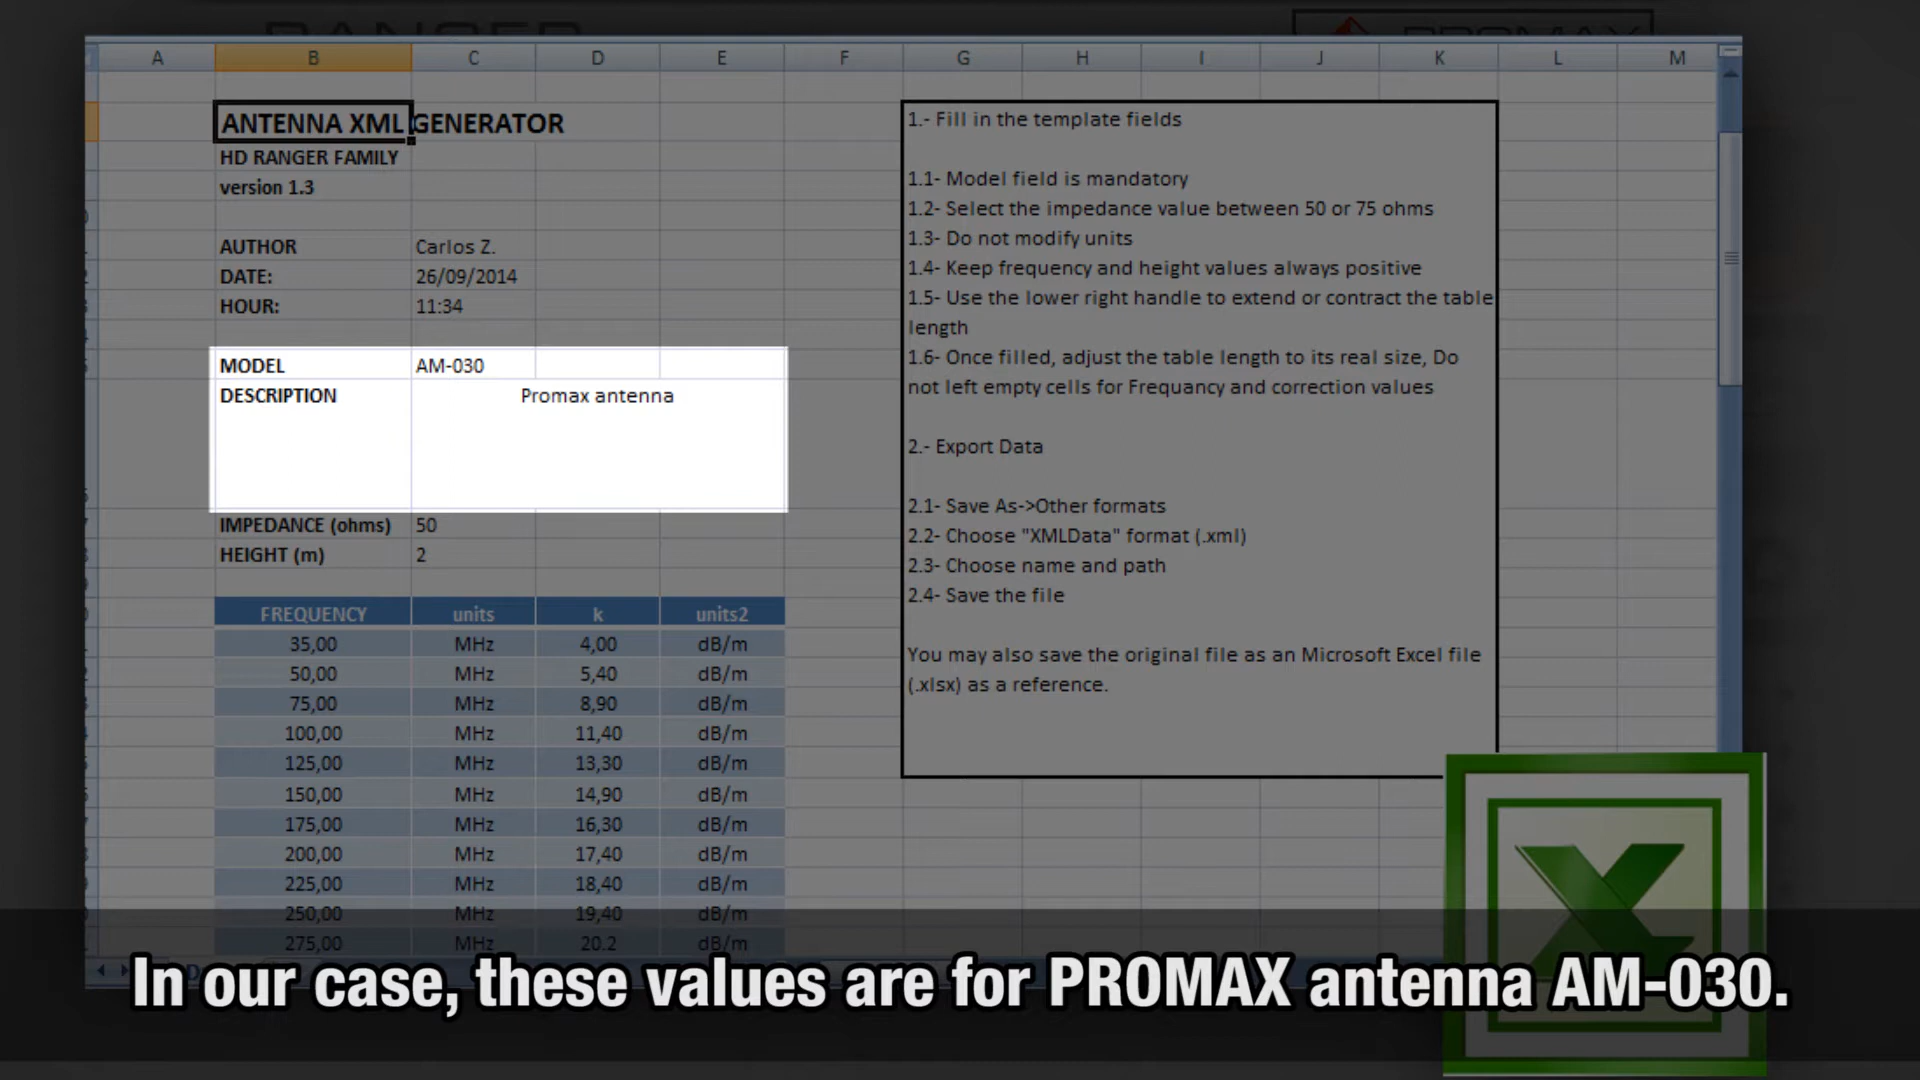 A B C D E F G H I J K L M
ANTENNA XML GENERATOR
HD RANGER FAMILY
version 1.3
AUTHOR Carlos Z.
DATE: 26/09/2014
HOUR: 11:34
MODEL AM-030
DESCRIPTION Promax antenna
IMPEDANCE (ohms) 50
HEIGHT (m) 2
FREQUENCY units k units2
35,00 MHz 4,00 dB/m
50,00 MHz 5,40 dB/m
75,00 MHz 8,90 dB/m
100,00 MHz 11,40 dB/m
125,00 MHz 13,30 dB/m
150,00 MHz 14,90 dB/m
175,00 MHz 16,30 dB/m
200,00 MHz 17,40 dB/m
225,00 MHz 18,40 dB/m
250,00 MHz 19,40 dB/m
275,00 MHz 20.2 dB/m
1.- Fill in the template fields
1.1- Model field is mandatory
1.2- Select the impedance value between 50 or 75 ohms
1.3- Do not modify units
1.4- Keep frequency and height values always positive
1.5- Use the lower right handle to extend or contract the table
length
1.6- Once filled, adjust the table length to its real size, Do
not left empty cells for Frequancy and correction values
2.- Export Data
2.1- Save As->Other formats
2.2- Choose "XMLData" format (.xml)
2.3- Choose name and path
2.4- Save the file
You may also save the original file as an Microsoft Excel file
(.xlsx) as a reference.
In our case, these values are for PROMAX antenna AM-030.